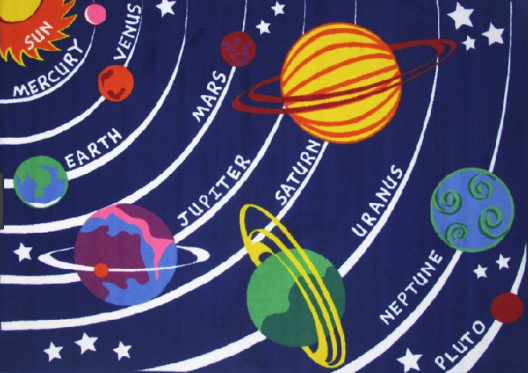 SUN
MERCURY
VENUS
EARTH
MARS
JUPITER
SATURN
URANUS
NEPTUNE
PLUTO